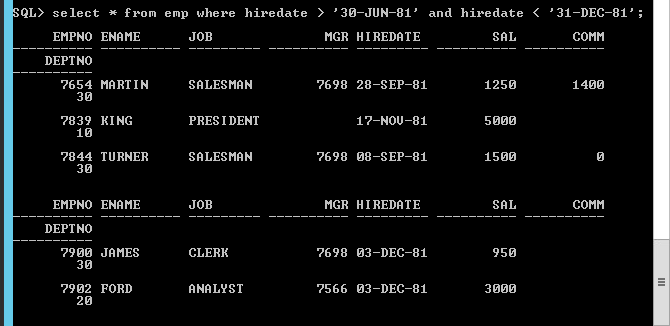 SQL> select * from emp where hiredate > '30-JUN-81' and hiredate < '31-DEC-81';
EMPNO ENAME JOB MGR HIREDATE SAL COMM
DEPTNO
7654 MARTIN SALESMAN 7698 28-SEP-81 1250 1400
30
7839 KING PRESIDENT 17-NOV-81 5000
10
7844 TURNER SALESMAN 7698 08-SEP-81 1500 0
30
EMPNO ENAME JOB MGR HIREDATE SAL COMM
DEPTNO
7900 JAMES CLERK 7698 03-DEC-81 950
30
7902 FORD ANALYST 7566 03-DEC-81 3000
20